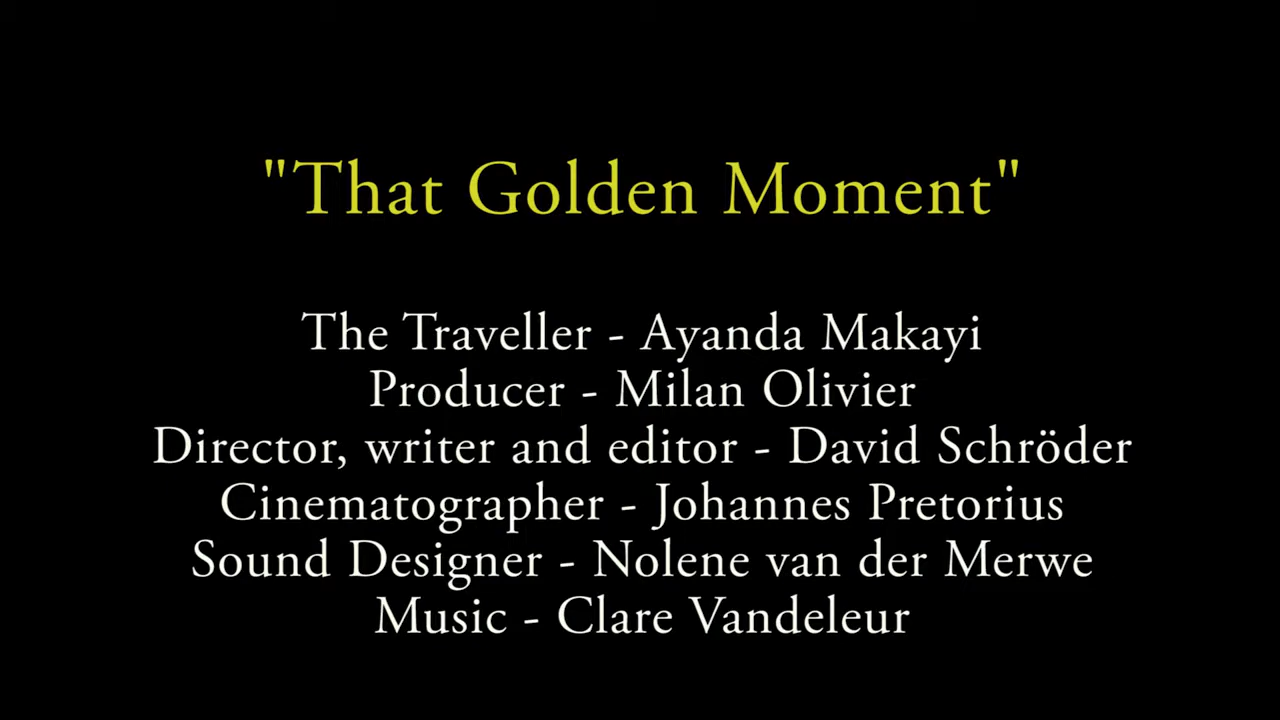 "That Golden Moment"
The Traveller - Ayanda Makayi
Producer - Milan Olivier
Director, writer and editor - David Schröder
Cinematographer - Johannes Pretorius
Sound Designer - Nolene van der Merwe
Music - Clare Vandeleur